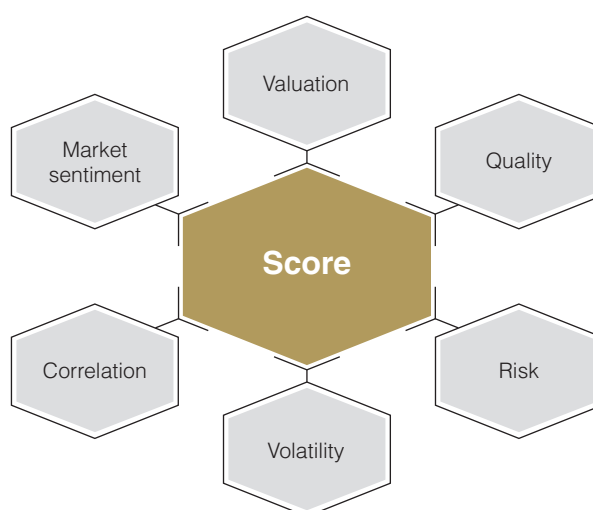 Valuation
Market
sentiment
Quality
Score
Correlation
Risk
Volatility